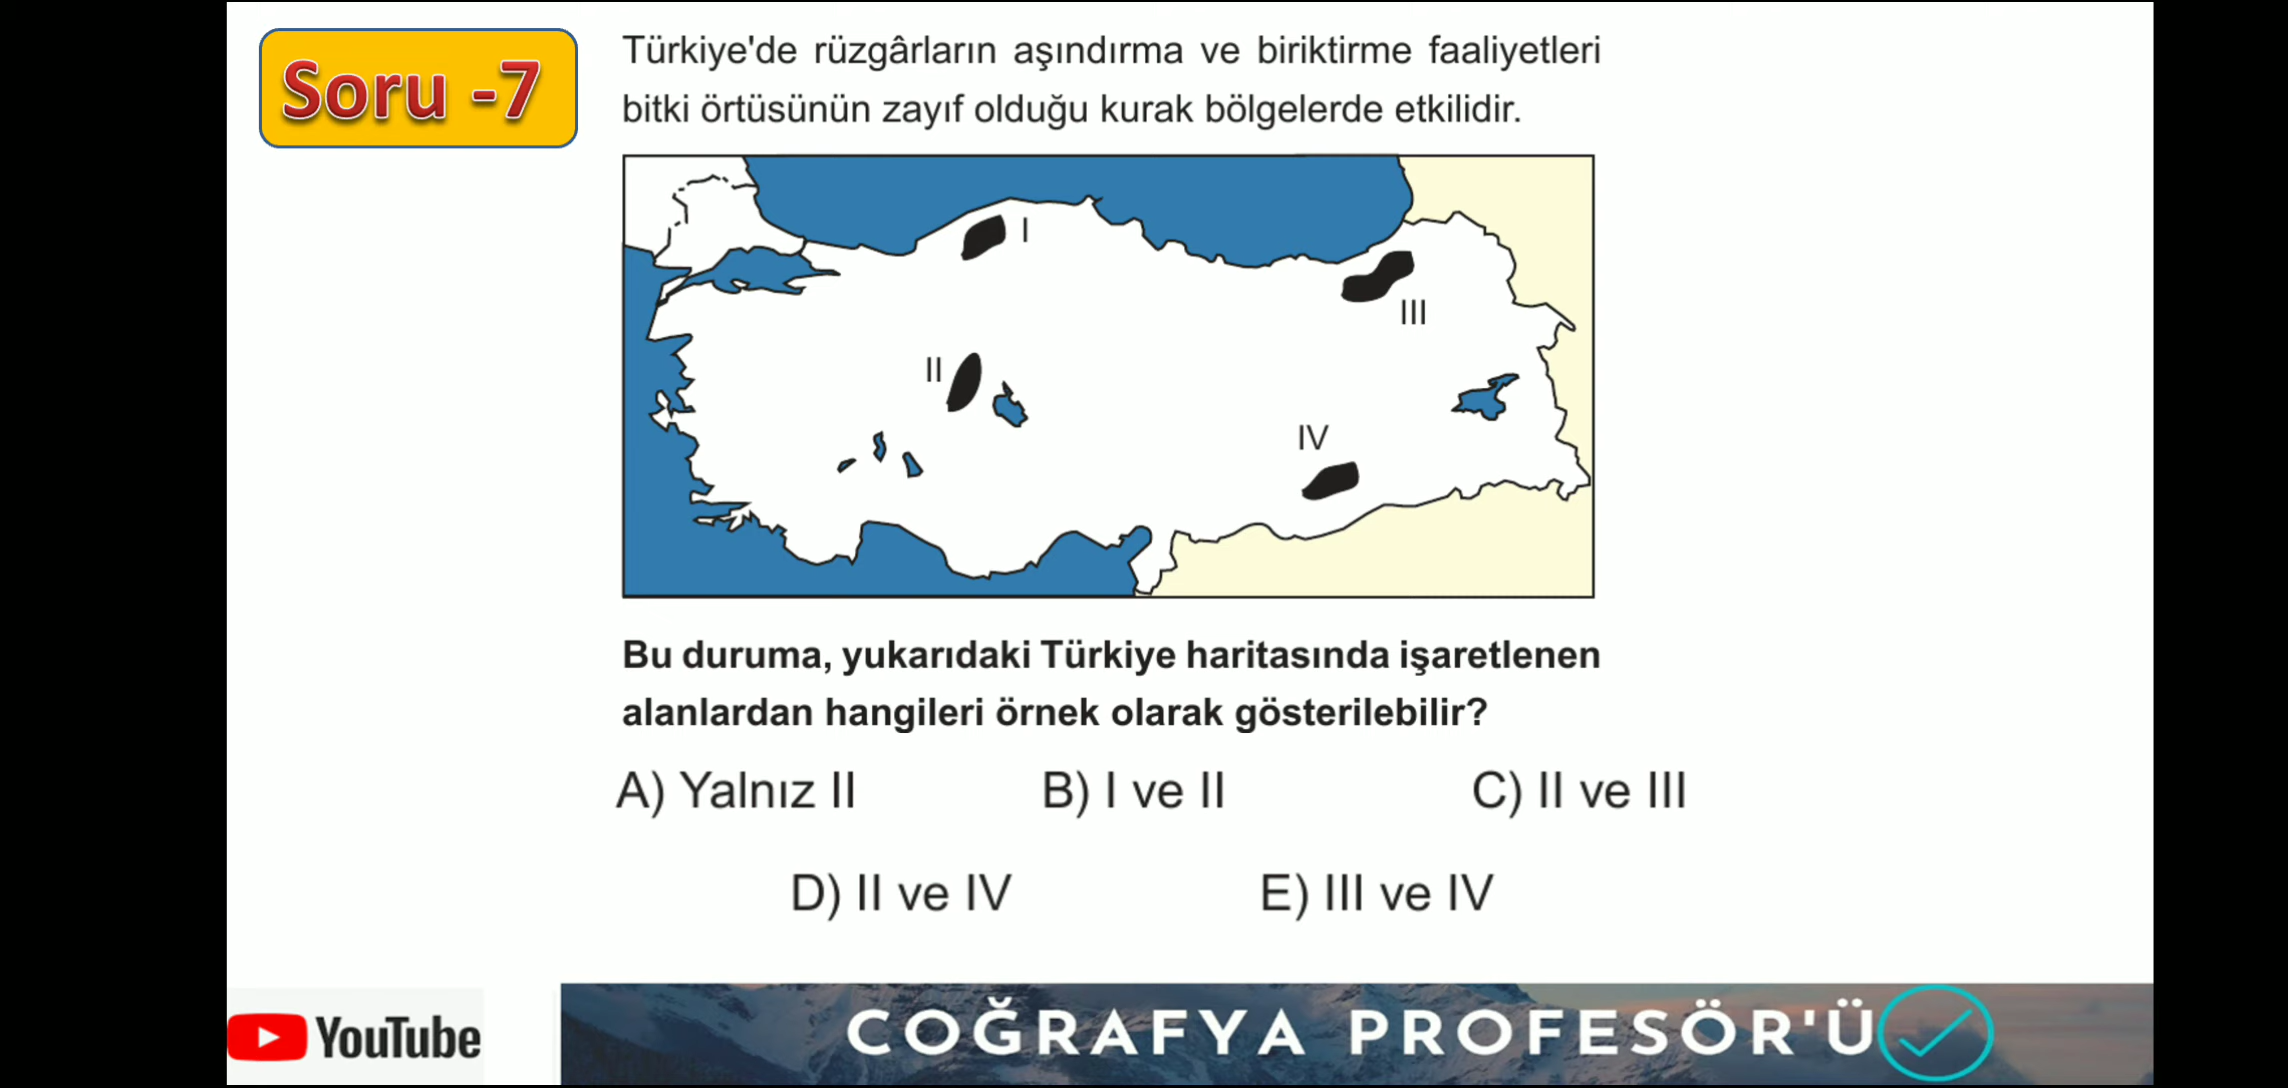 Soru -7
Türkiye'de rüzgârların aşındırma ve biriktirme faaliyetleri
bitki örtüsünün zayıf olduğu kurak bölgelerde etkilidir.
I
III
II
IV
Bu duruma, yukarıdaki Türkiye haritasında işaretlenen
alanlardan hangileri örnek olarak gösterilebilir?
A) Yalnız II
B) I ve II
C) II ve III
D) II ve IV
E) III ve IV
YouTube
COĞRAFYA PROFESÖR'Ü